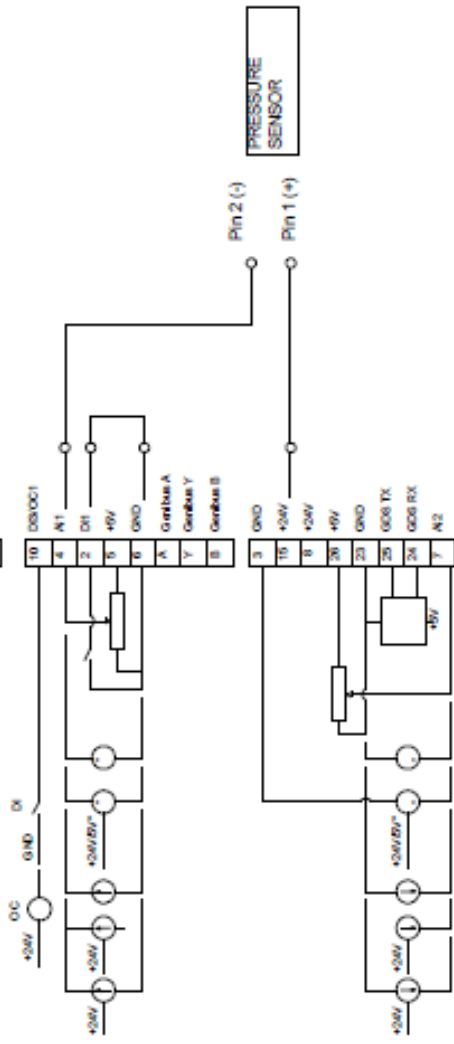 PRESSURE
SENSOR
Pin 2 (-)
Pin 1 (+)
10 DI3/OC1
4 AI1
2 DI1
5 +5V
6 GND
A Genibus A
Y Genibus Y
B Genibus B
3 GND
15 +24V
8 +24V
26 +5V
23 GND
25 GDS TX
24 GDS RX
7 AI2
+5V
DI
GND
OC
+24V
+24V/5V*
+24V
+24V
+24V/5V*
+24V
+24V